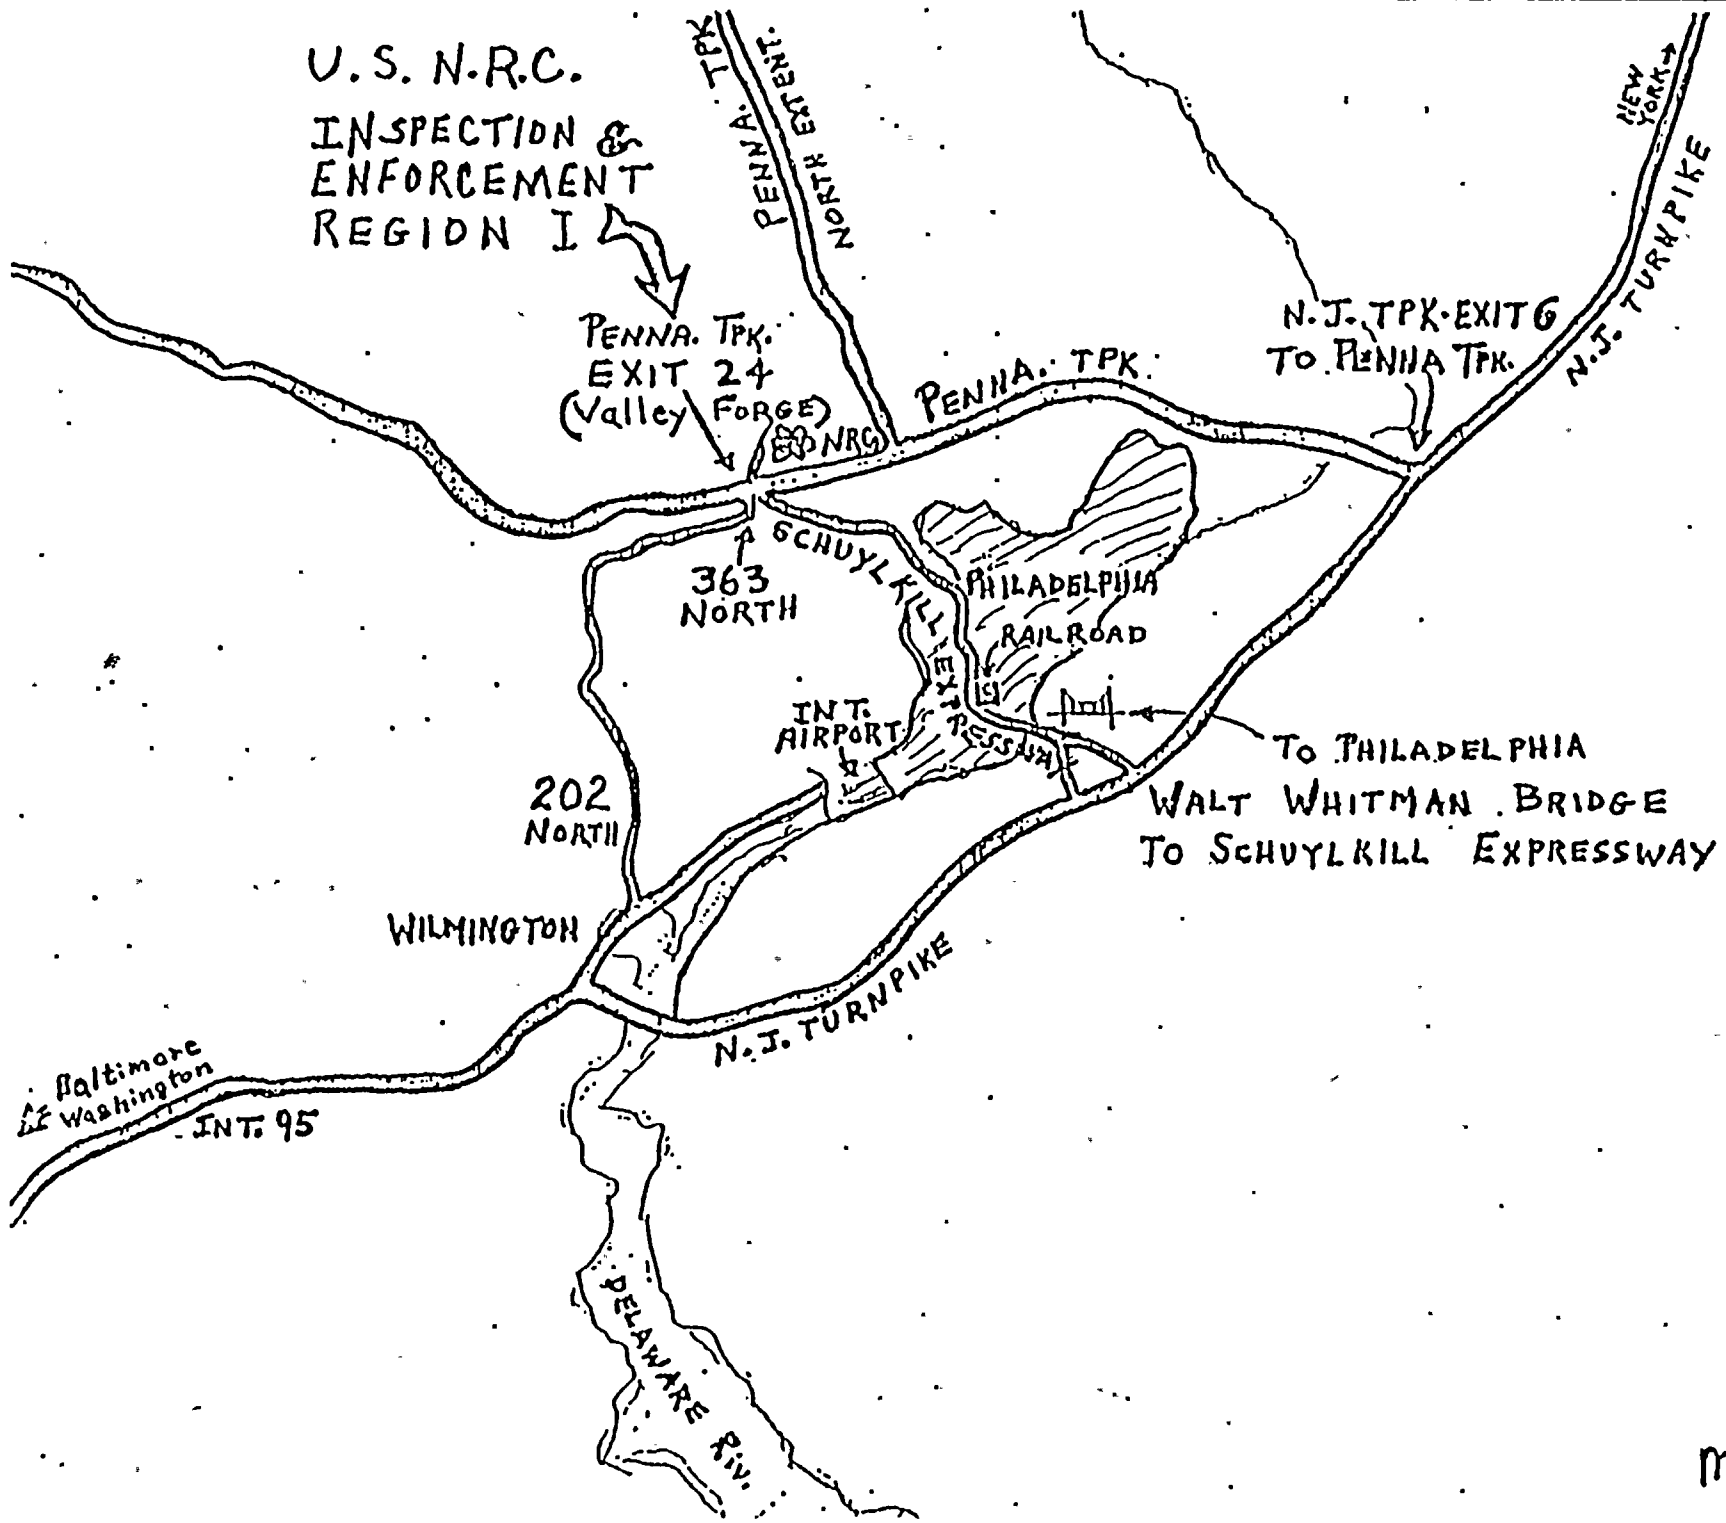 U.S. N.R.C.
INSPECTION &
ENFORCEMENT
REGION I
PENNA. TPK
NORTH EXTENT.
NEW
YORK
N.J. TURNPIKE
PENNA. TPK.
EXIT 24
(Valley FORGE)
NRC
PENNA. TPK.
N.J. TPK. EXIT 6
TO PENNA TPK.
363
NORTH
SCHUYLKILL EXPRESSWAY
PHILADELPHIA
RAILROAD
INT.
AIRPORT
TO PHILADELPHIA
WALT WHITMAN BRIDGE
TO SCHUYLKILL EXPRESSWAY
202
NORTH
WILMINGTON
N.J. TURNPIKE
Baltimore
Washington
INT. 95
DELAWARE Riv.